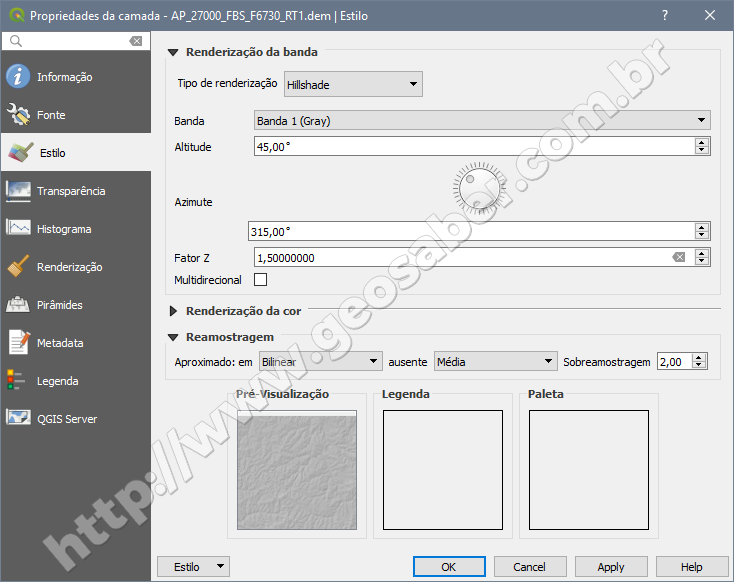 Propriedades da camada - AP_27000_FBS_F6730_RT1.dem | Estilo
Informação
Fonte
Estilo
Transparência
Histograma
Renderização
Pirâmides
Metadata
Legenda
QGIS Server
Renderização da banda
Tipo de renderização Hillshade
Banda Banda 1 (Gray)
Altitude 45,00°
Azimute
315,00°
Fator Z 1,50000000
Multidirecional
Renderização da cor
Reamostragem
Aproximado: em Bilinear ausente Média Sobreamostragem 2,00
Pré-Visualização Legenda Paleta
Estilo OK Cancel Apply Help
http://www.geosaber.com.br